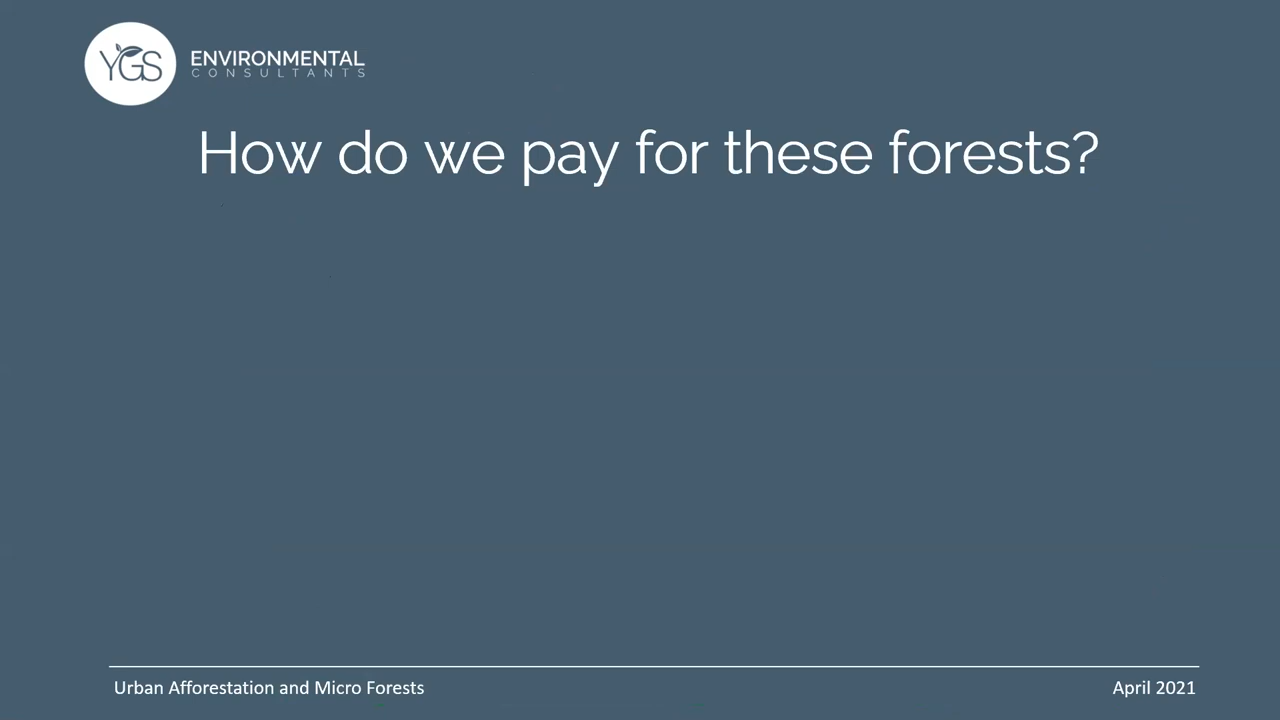 YGS
ENVIRONMENTAL
CONSULTANTS
How do we pay for these forests?
Urban Afforestation and Micro Forests
April 2021